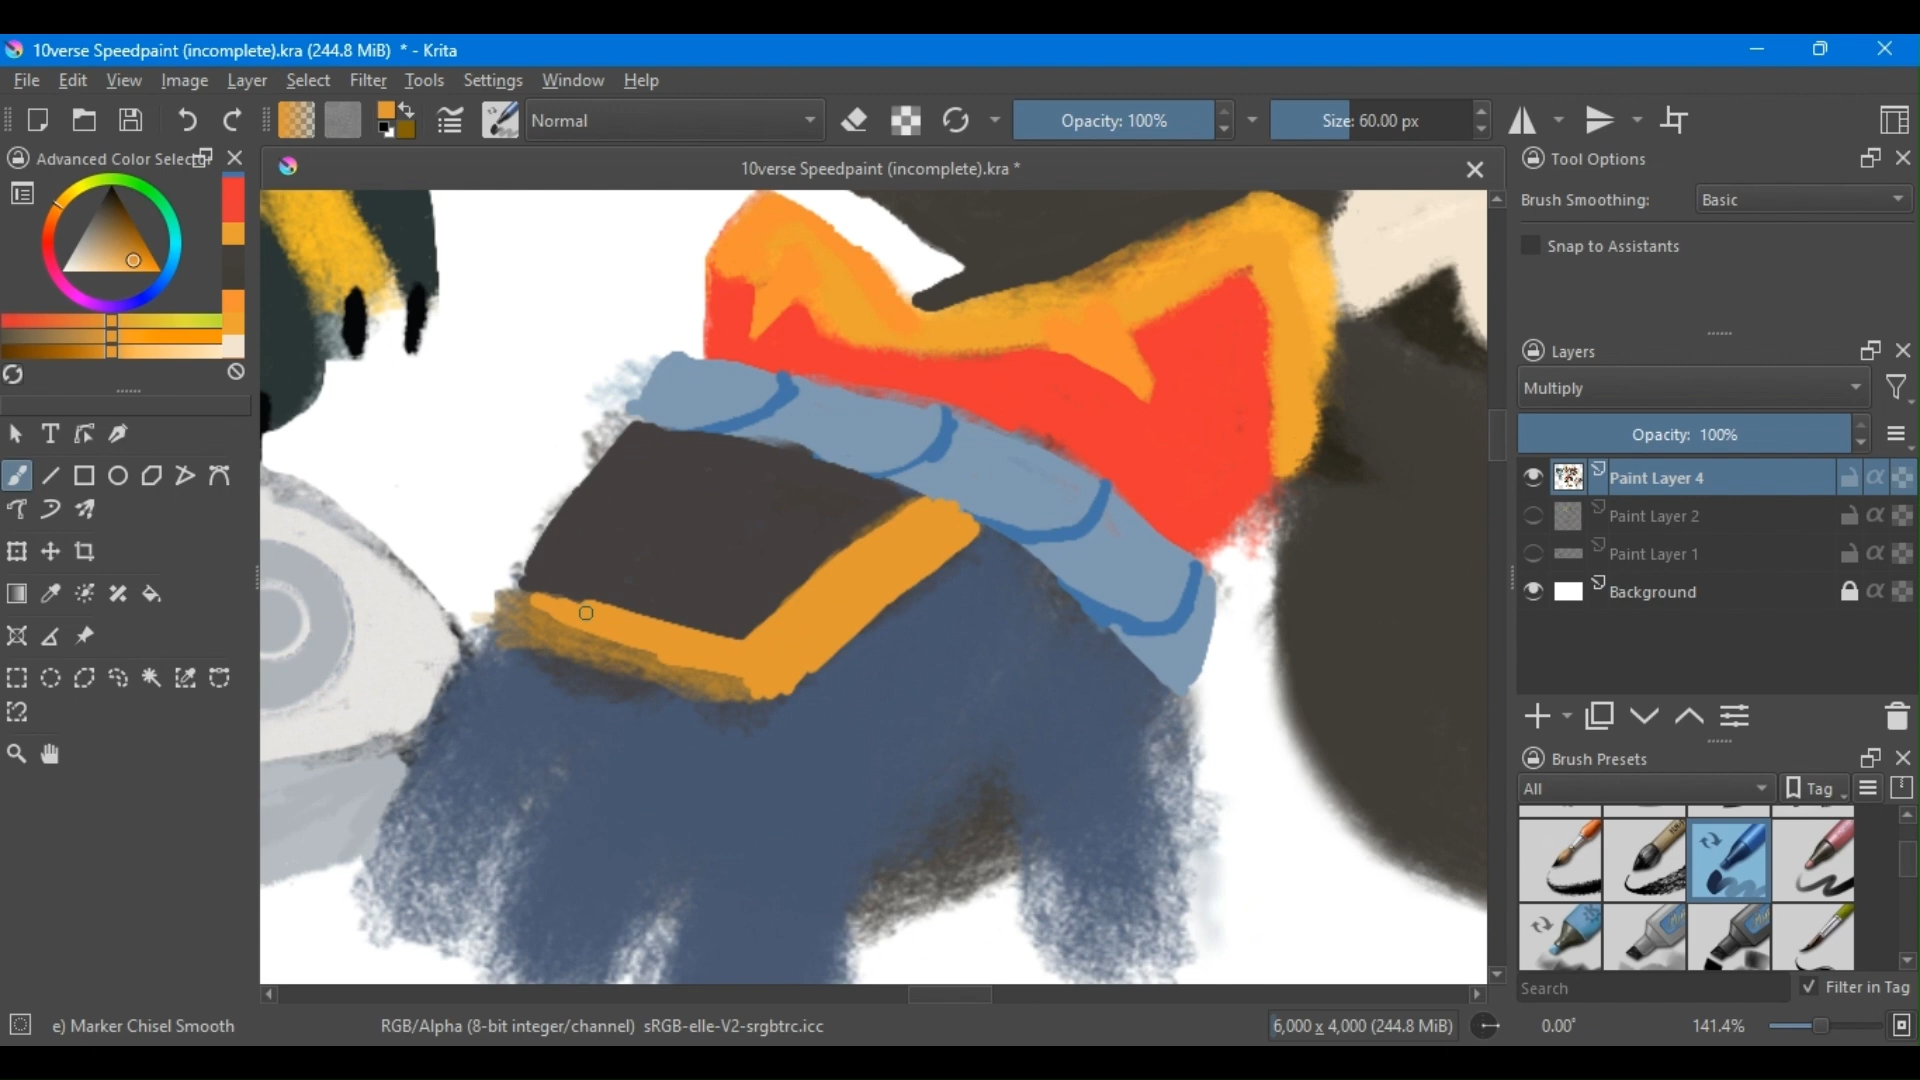 10verse Speedpaint (incomplete).kra (244.8 MiB) * - Krita
File Edit View Image Layer Select Filter Tools Settings Window Help
Normal Opacity: 100% Size: 60.00 px
Advanced Color Selector
10verse Speedpaint (incomplete).kra *
Tool Options
Brush Smoothing: Basic
Snap to Assistants
Layers
Multiply
Opacity: 100%
Paint Layer 4
Paint Layer 2
Paint Layer 1
Background
Brush Presets
All Tag
Search Filter in Tag
e) Marker Chisel Smooth RGB/Alpha (8-bit integer/channel) sRGB-elle-V2-srgbtrc.icc 6,000 x 4,000 (244.8 MiB) 0.00° 141.4%